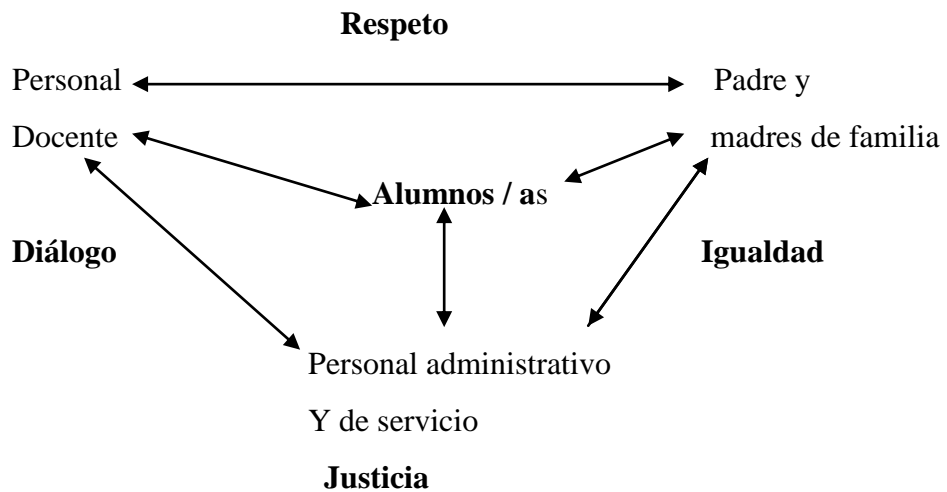 Respeto
Personal Padre y
Docente madres de familia
Alumnos / as
Diálogo Igualdad
Personal administrativo
Y de servicio
Justicia